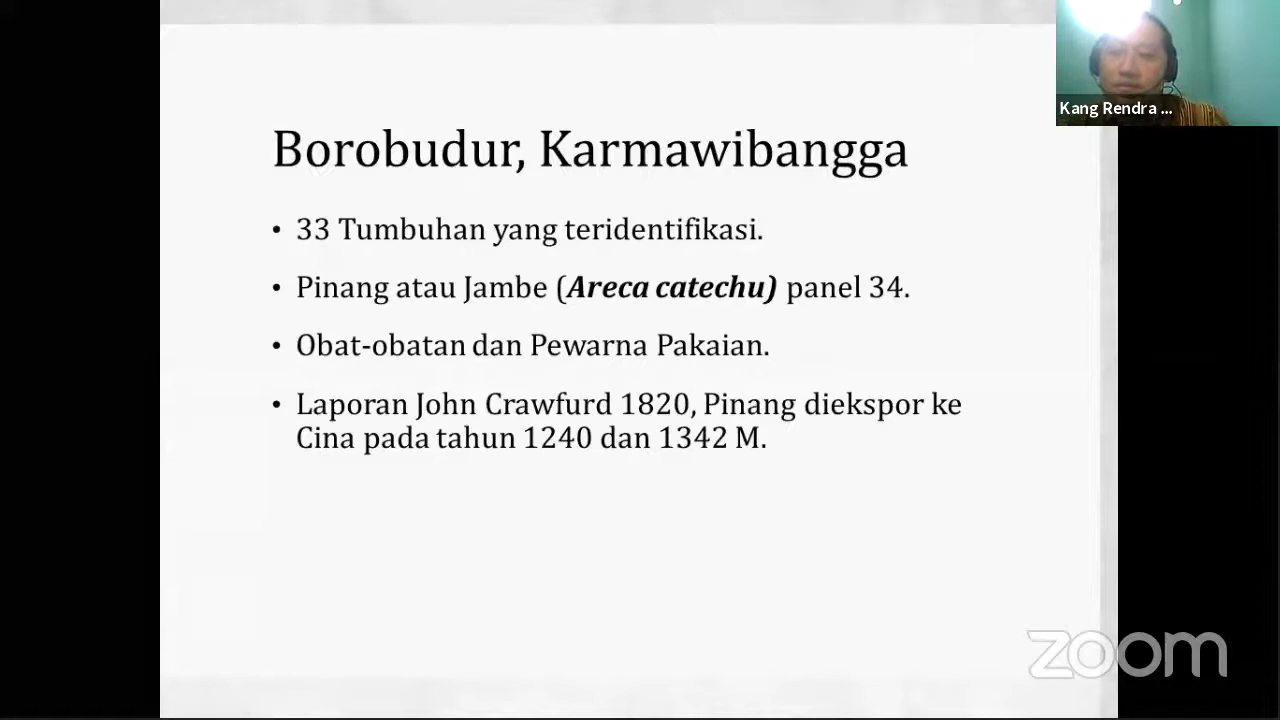 Kang Rendra ...
Borobudur, Karmawibangga
• 33 Tumbuhan yang teridentifikasi.
• Pinang atau Jambe (Areca catechu) panel 34.
• Obat-obatan dan Pewarna Pakaian.
• Laporan John Crawfurd 1820, Pinang diekspor ke
Cina pada tahun 1240 dan 1342 M.
zoom